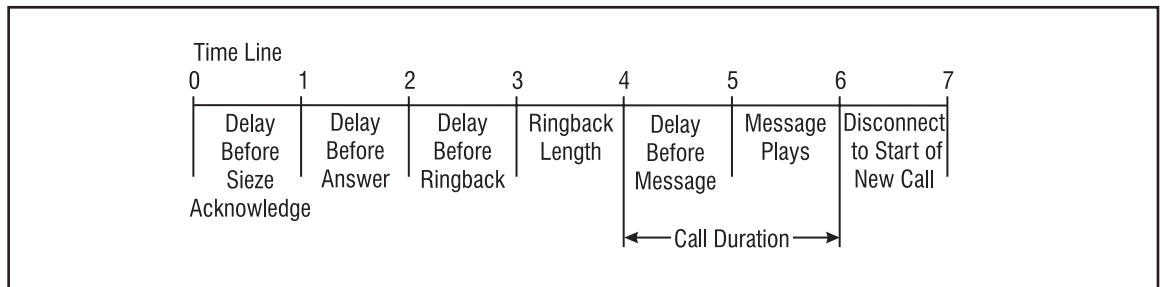 Time Line
0 1 2 3 4 5 6 7
Delay
Before
Sieze
Acknowledge
Delay
Before
Answer
Delay
Before
Ringback
Ringback
Length
Delay
Before
Message
Message
Plays
Disconnect
to Start of
New Call
Call Duration